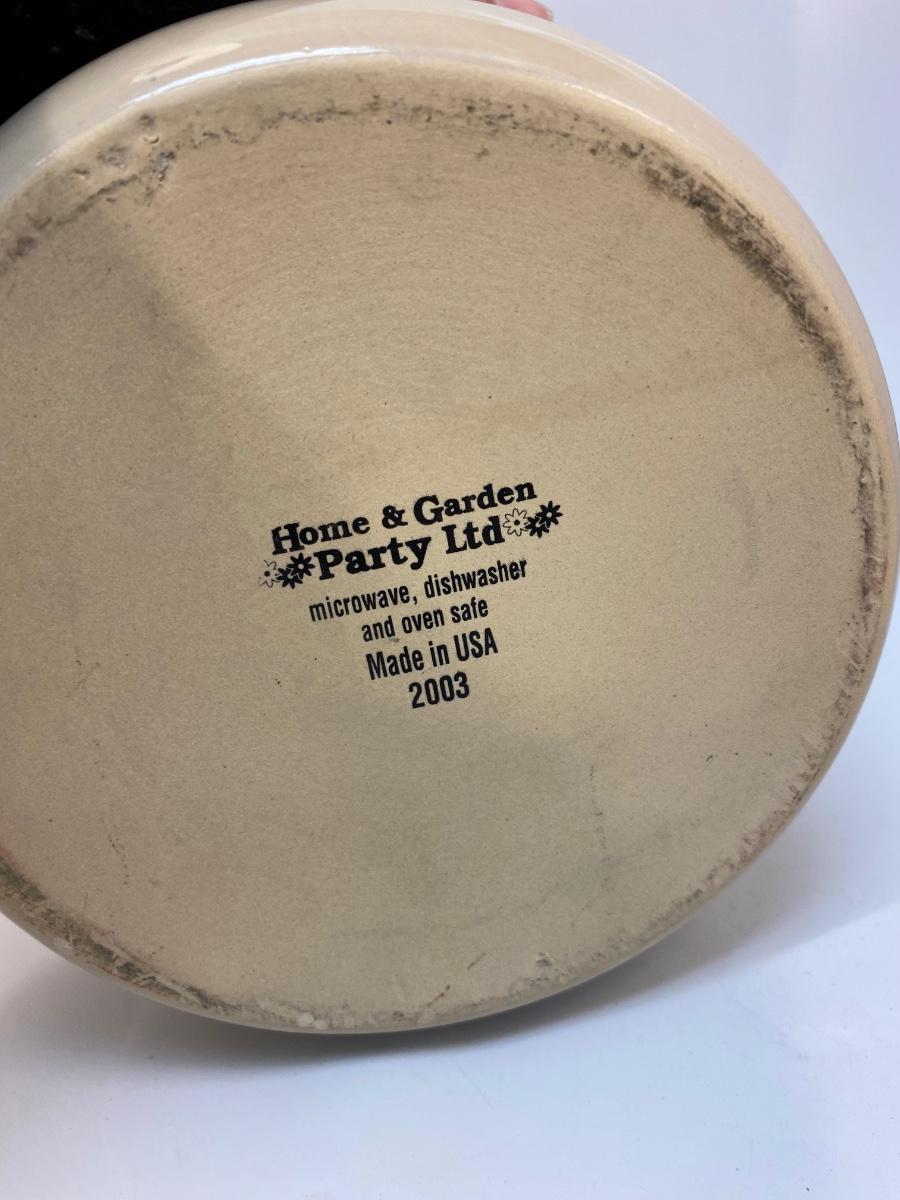 Home & Garden
Party Ltd
microwave, dishwasher
and oven safe
Made in USA
2003